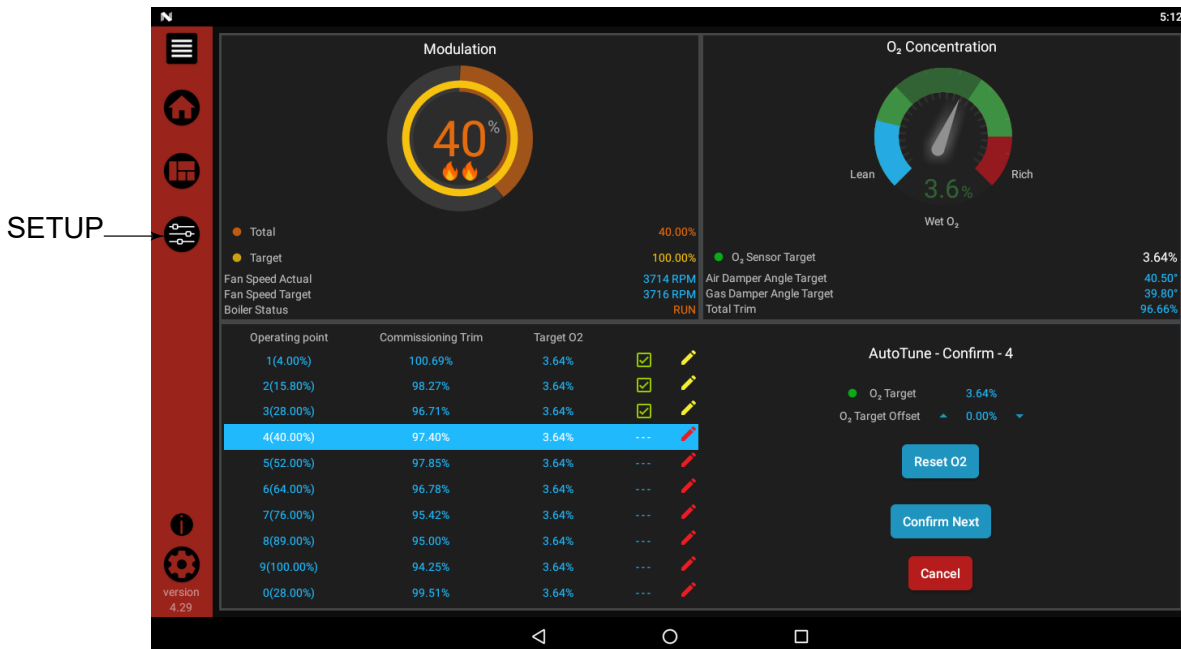 N 5:12
SETUP
Modulation
40%
Total 40.00%
Target 100.00%
Fan Speed Actual 3714 RPM
Fan Speed Target 3716 RPM
Boiler Status RUN
O₂ Concentration
Lean Rich
3.6%
Wet O₂
O₂ Sensor Target 3.64%
Air Damper Angle Target 40.50°
Gas Damper Angle Target 39.80°
Total Trim 96.66%
Operating point Commissioning Trim Target O2
1(4.00%) 100.69% 3.64%
2(15.80%) 98.27% 3.64%
3(28.00%) 96.71% 3.64%
4(40.00%) 97.40% 3.64% ---
5(52.00%) 97.85% 3.64% ---
6(64.00%) 96.78% 3.64% ---
7(76.00%) 95.42% 3.64% ---
8(89.00%) 95.00% 3.64% ---
9(100.00%) 94.25% 3.64% ---
0(28.00%) 99.51% 3.64% ---
AutoTune - Confirm - 4
O₂ Target 3.64%
O₂ Target Offset 0.00%
Reset O2
Confirm Next
Cancel
version
4.29